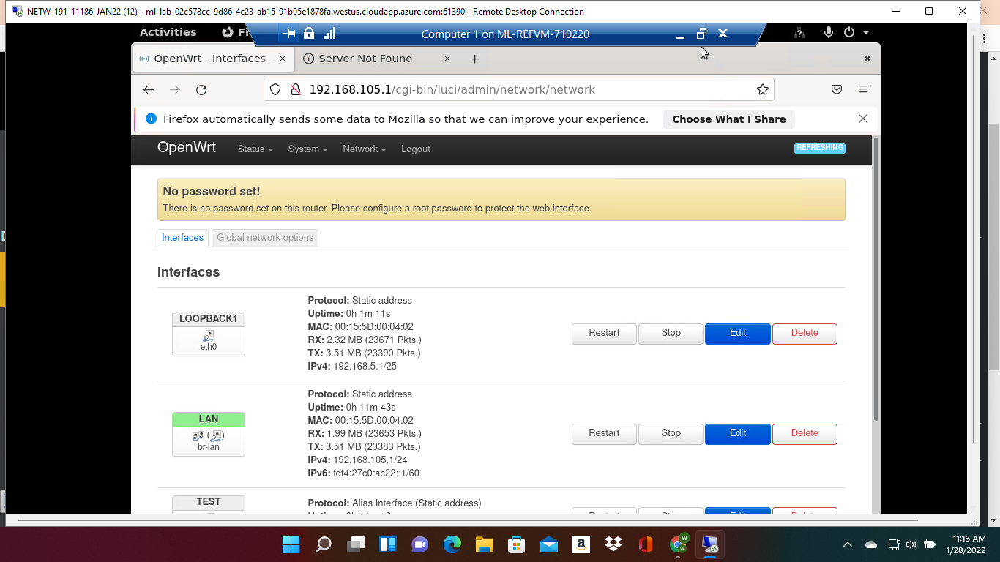 NETW-191-11186-JAN22 (12) - ml-lab-02c578cc-9d86-4c23-ab15-91b95e1878fa.westus.cloudapp.azure.com:61390 - Remote Desktop Connection
Activities
Computer 1 on ML-REFVM-710220
OpenWrt - Interfaces -
Server Not Found
192.168.105.1/cgi-bin/luci/admin/network/network
Firefox automatically sends some data to Mozilla so that we can improve your experience.
Choose What I Share
OpenWrt
Status
System
Network
Logout
REFRESHING
No password set!
There is no password set on this router. Please configure a root password to protect the web interface.
Interfaces
Global network options
Interfaces
LOOPBACK1
eth0
Protocol: Static address
Uptime: 0h 1m 11s
MAC: 00:15:5D:00:04:02
RX: 2.32 MB (23671 Pkts.)
TX: 3.51 MB (23390 Pkts.)
IPv4: 192.168.5.1/25
Restart
Stop
Edit
Delete
LAN
br-lan
Protocol: Static address
Uptime: 0h 11m 43s
MAC: 00:15:5D:00:04:02
RX: 1.99 MB (23653 Pkts.)
TX: 3.51 MB (23383 Pkts.)
IPv4: 192.168.105.1/24
IPv6: fdf4:27c0:ac22::1/60
Restart
Stop
Edit
Delete
TEST
Protocol: Alias Interface (Static address)
11:13 AM
1/28/2022